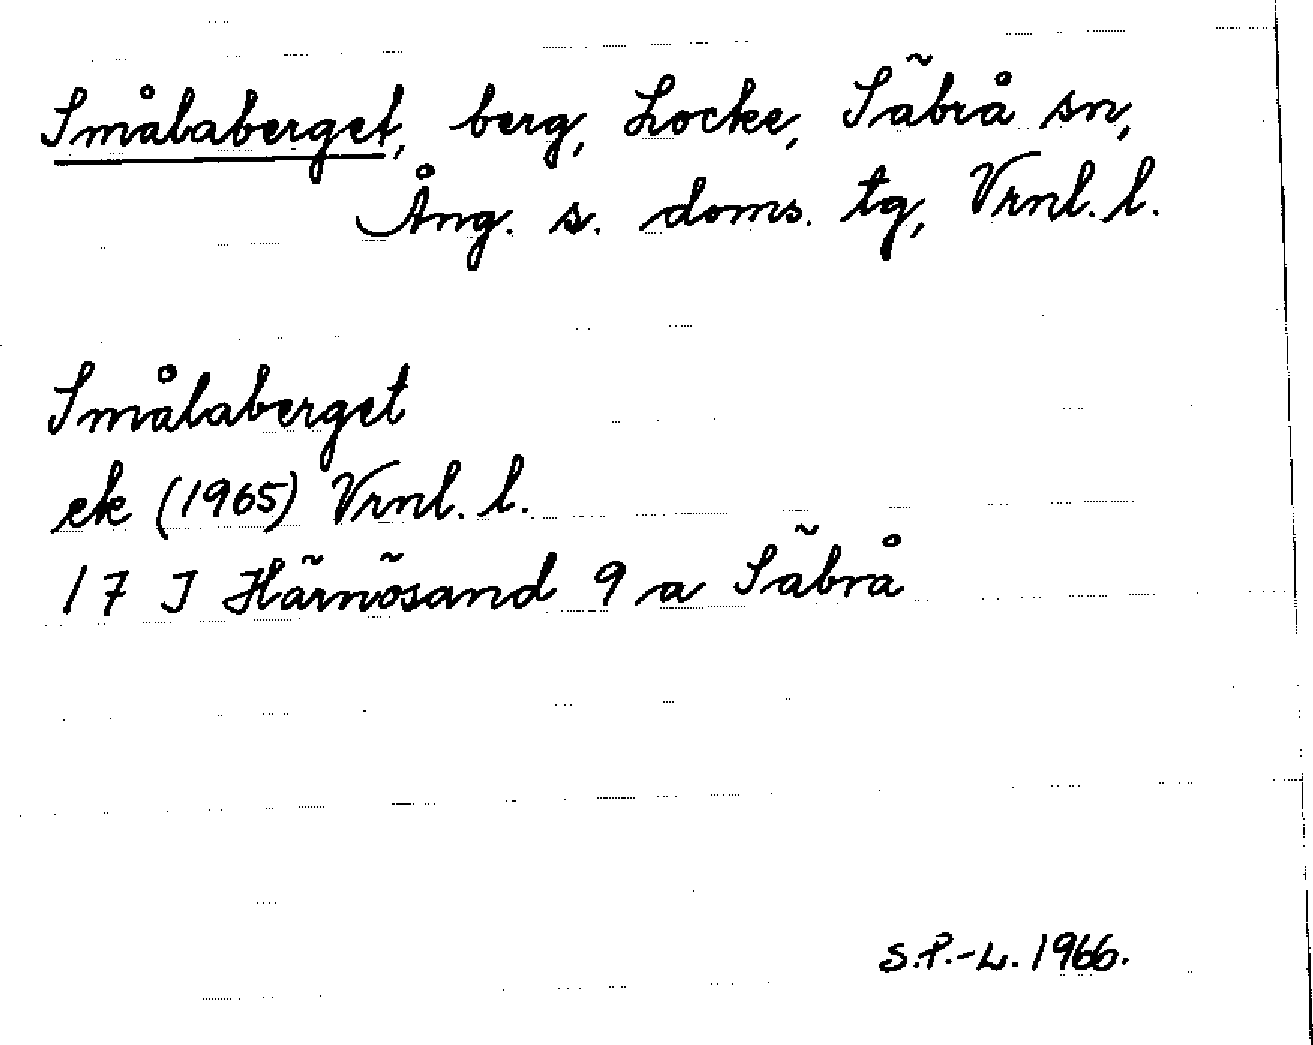 Smålaberget, berg, Locke, Säbrå sn,
Ång. s. doms. tg, Vrnl. l.
Smålaberget
ek (1965) Vrnl. l.
17 J Härnösand 9 a Säbrå
S.P.-L. 1966.